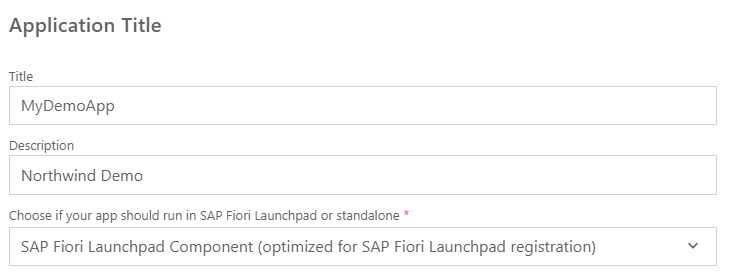 Application Title
Title
MyDemoApp
Description
Northwind Demo
Choose if your app should run in SAP Fiori Launchpad or standalone *
SAP Fiori Launchpad Component (optimized for SAP Fiori Launchpad registration)